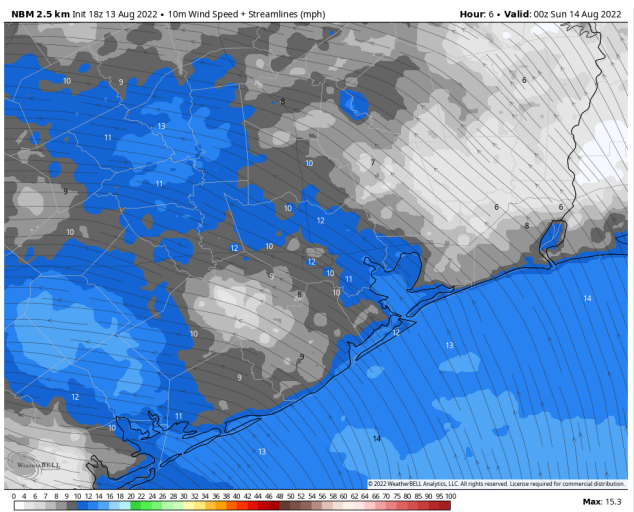 NBM 2.5 km Init 18z 13 Aug 2022 • 10m Wind Speed + Streamlines (mph) Hour: 6 • Valid: 00z Sun 14 Aug 2022
10 9 6
8
13
11
7
10
11
9
10 6 6
12 8
10
12 10
12
9 10 11
8 10 14
10 12
13
9
9
12
11
10
14
13
WeatherBELL
© 2022 WeatherBELL Analytics, LLC. All rights reserved. License required for commercial distribution.
0 4 6 7 8 9 10 12 14 16 18 20 22 24 26 28 30 32 34 36 38 40 42 44 46 48 50 52 54 56 58 60 65 70 75 80 85 90 95 100
Max: 15.3